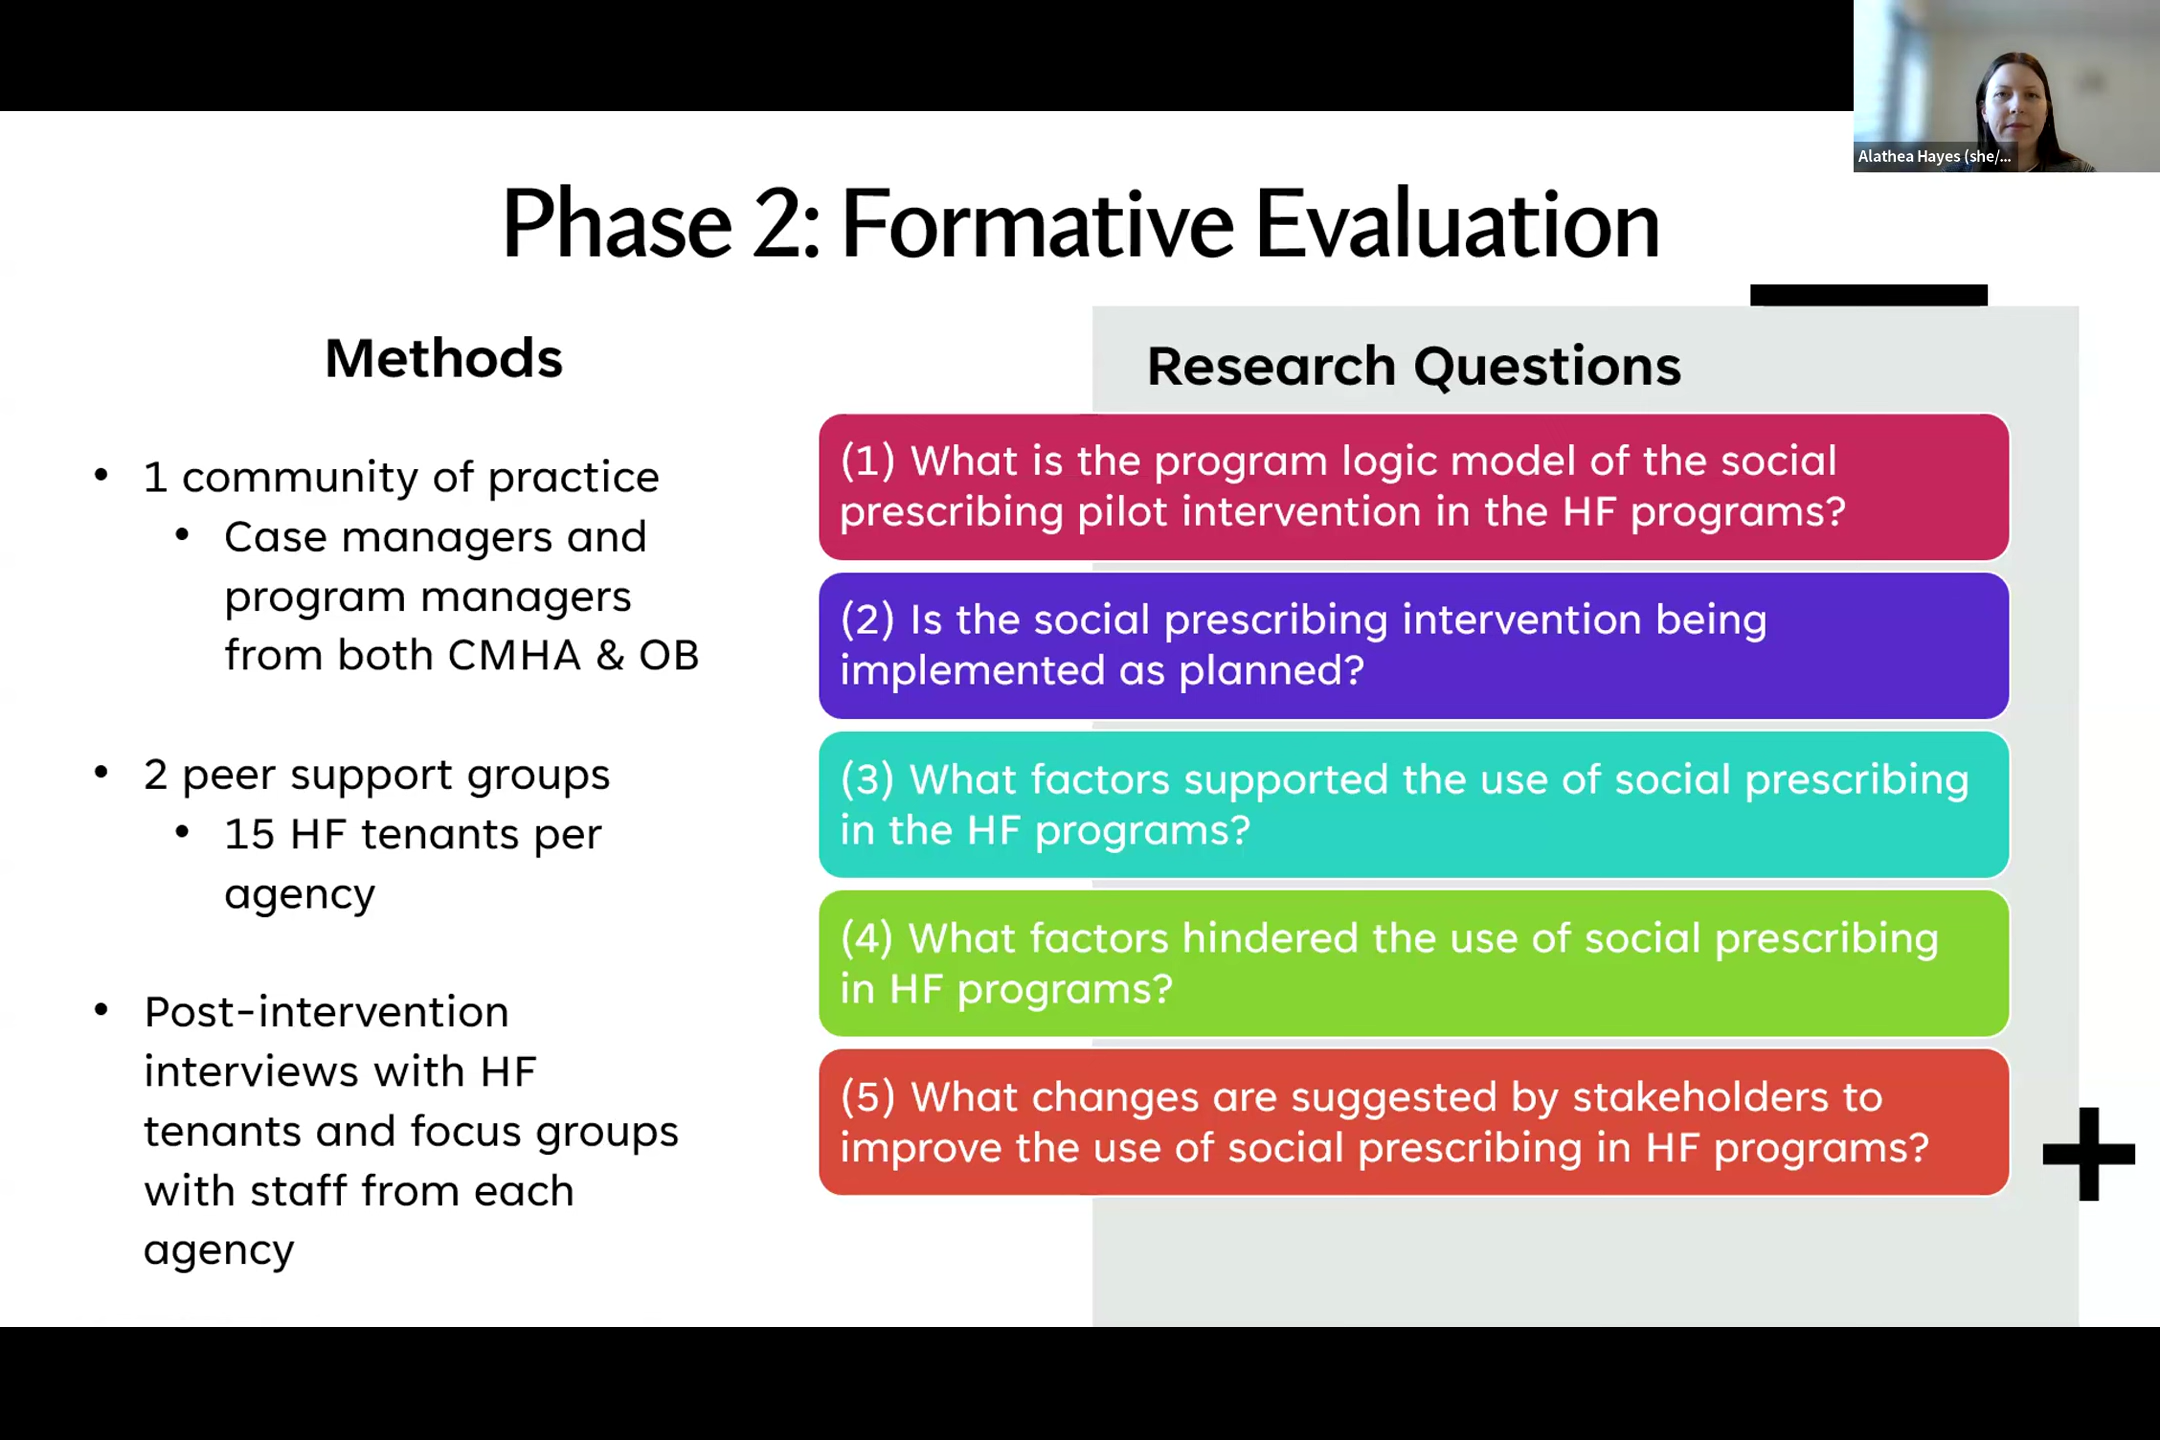 Alathea Hayes (she/...
Phase 2: Formative Evaluation
Methods
• 1 community of practice
• Case managers and
program managers
from both CMHA & OB
• 2 peer support groups
• 15 HF tenants per
agency
• Post-intervention
interviews with HF
tenants and focus groups
with staff from each
agency
Research Questions
(1) What is the program logic model of the social
prescribing pilot intervention in the HF programs?
(2) Is the social prescribing intervention being
implemented as planned?
(3) What factors supported the use of social prescribing
in the HF programs?
(4) What factors hindered the use of social prescribing
in HF programs?
(5) What changes are suggested by stakeholders to
improve the use of social prescribing in HF programs?